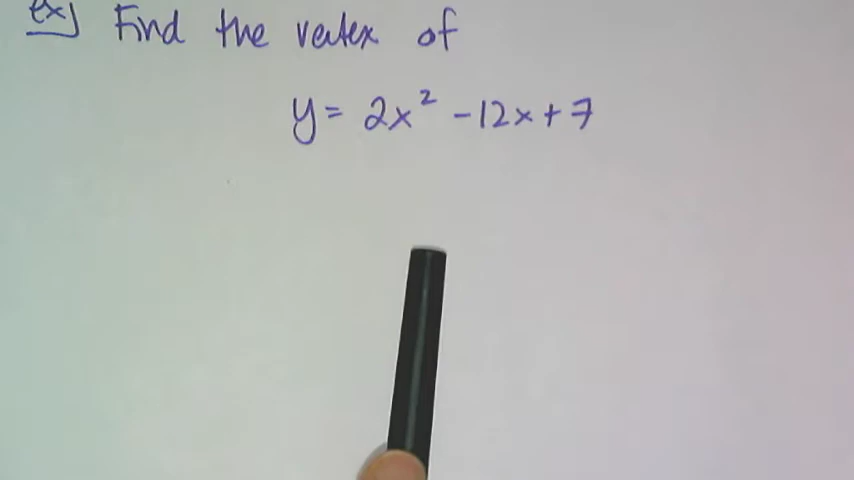 ex) Find the vertex of
y = 2x² - 12x + 7